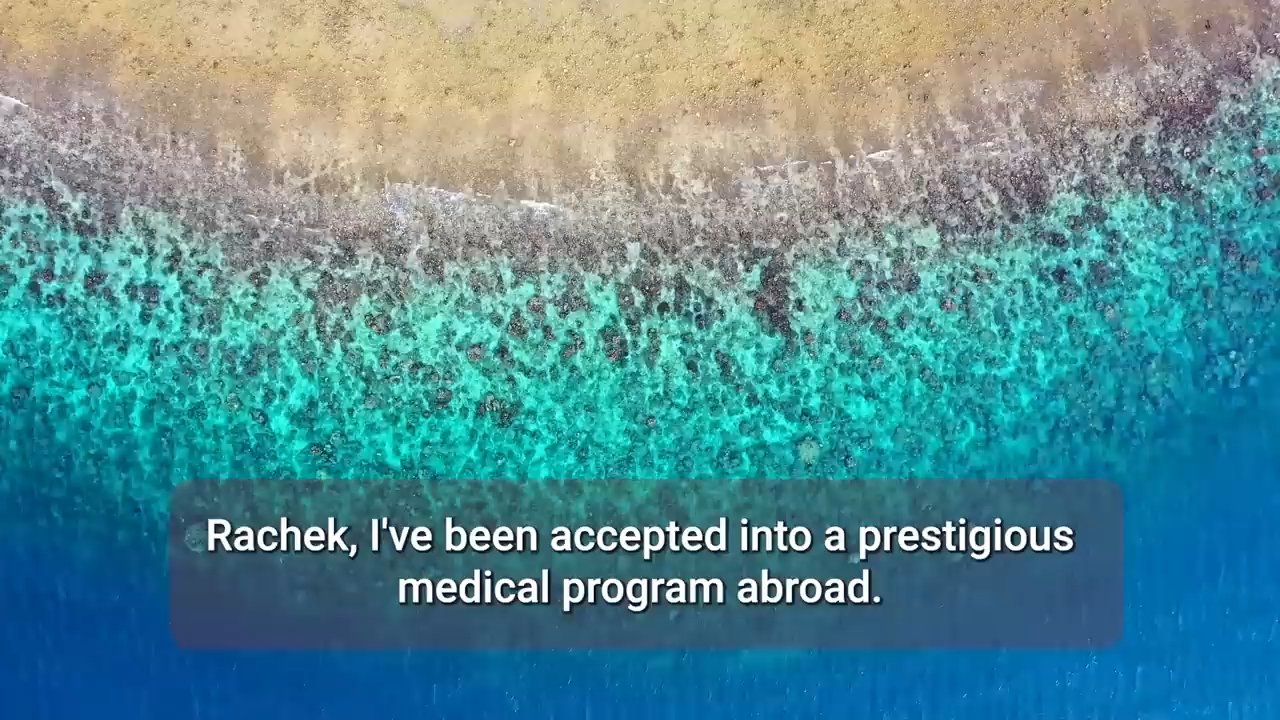 Rachek, I've been accepted into a prestigious
medical program abroad.